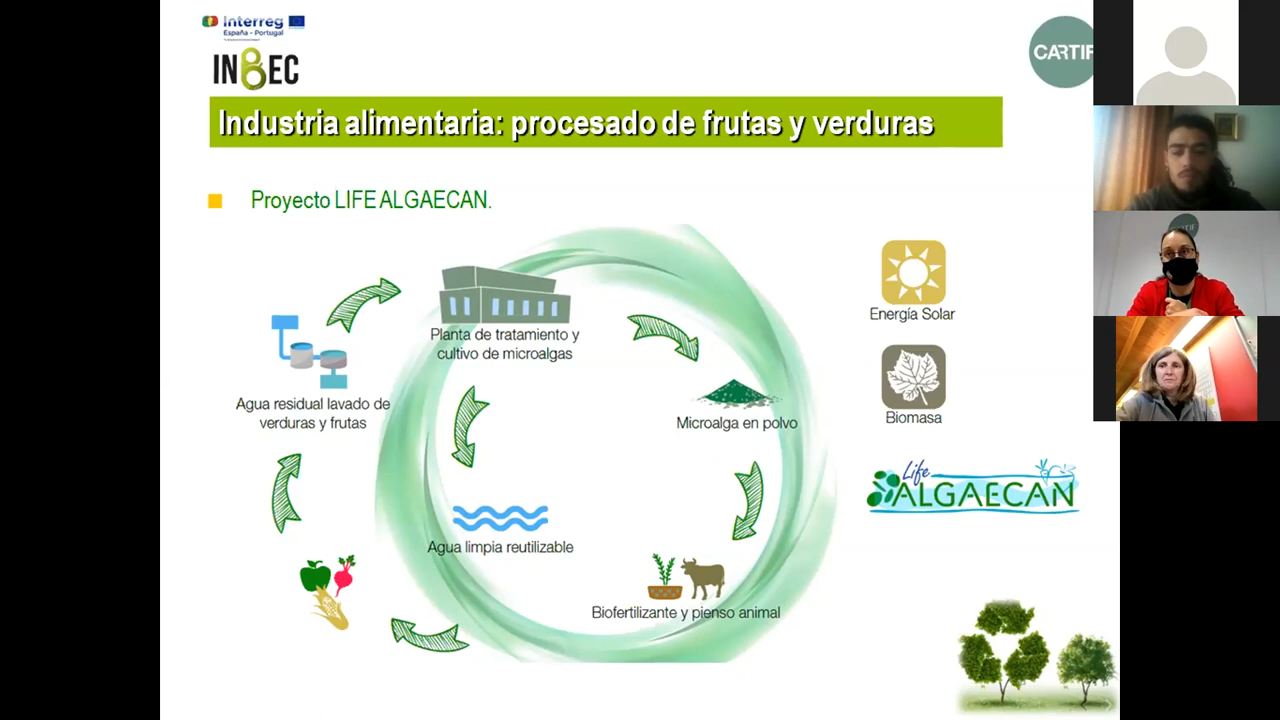 Interreg
España - Portugal
INBEC
CARTIF
Industria alimentaria: procesado de frutas y verduras
Proyecto LIFE ALGAECAN.
Planta de tratamiento y
cultivo de microalgas
Energía Solar
Agua residual lavado de
verduras y frutas
Microalga en polvo
Biomasa
Life
ALGAECAN
Agua limpia reutilizable
Biofertilizante y pienso animal